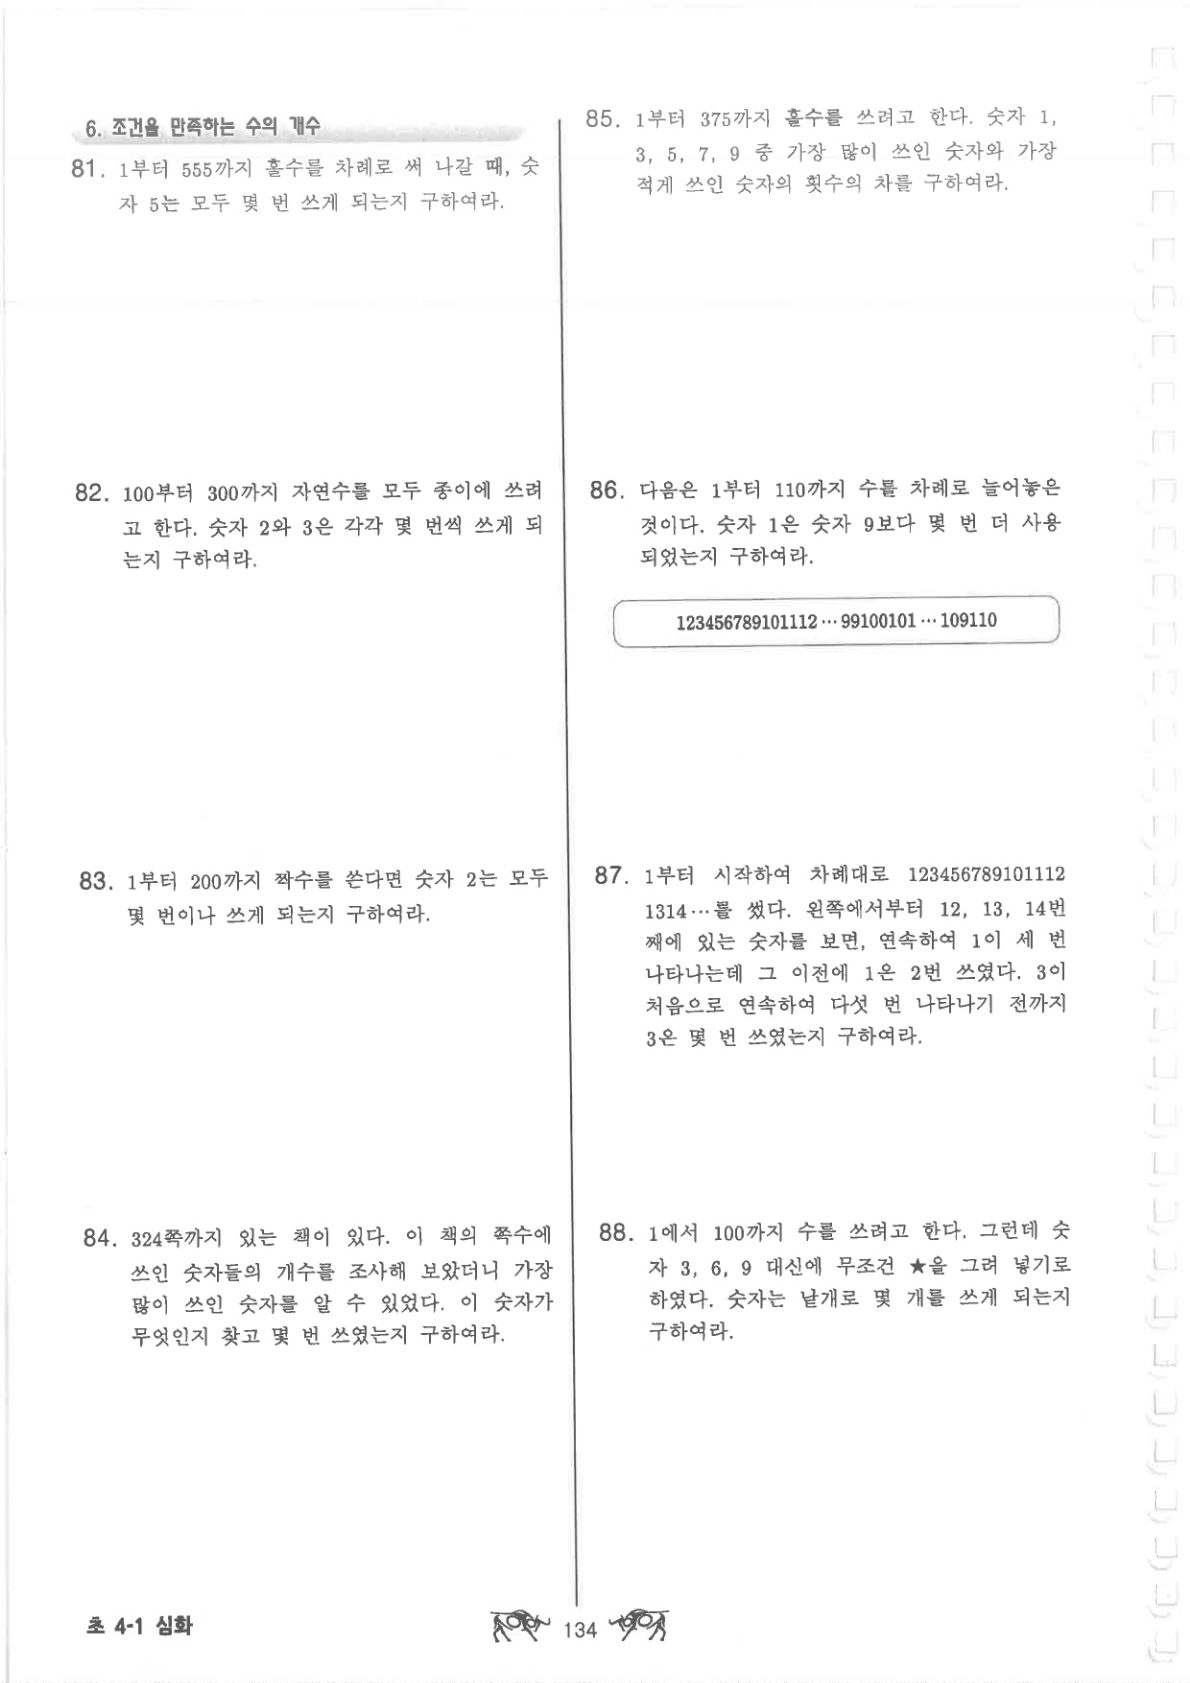 6. 조건을 만족하는 수의 개수
81. 1부터 555까지 홀수를 차례로 써 나갈 때, 숫
자 5는 모두 몇 번 쓰게 되는지 구하여라.
82. 100부터 300까지 자연수를 모두 종이에 쓰려
고 한다. 숫자 2와 3은 각각 몇 번씩 쓰게 되
는지 구하여라.
83. 1부터 200까지 짝수를 쓴다면 숫자 2는 모두
몇 번이나 쓰게 되는지 구하여라.
84. 324쪽까지 있는 책이 있다. 이 책의 쪽수에
쓰인 숫자들의 개수를 조사해 보았더니 가장
많이 쓰인 숫자를 알 수 있었다. 이 숫자가
무엇인지 찾고 몇 번 쓰였는지 구하여라.
85. 1부터 375까지 홀수를 쓰려고 한다. 숫자 1,
3, 5, 7, 9 중 가장 많이 쓰인 숫자와 가장
적게 쓰인 숫자의 횟수의 차를 구하여라.
86. 다음은 1부터 110까지 수를 차례로 늘어놓은
것이다. 숫자 1은 숫자 9보다 몇 번 더 사용
되었는지 구하여라.
123456789101112 ··· 99100101 ··· 109110
87. 1부터 시작하여 차례대로 123456789101112
1314 ··· 를 썼다. 왼쪽에서부터 12, 13, 14번
째에 있는 숫자를 보면, 연속하여 1이 세 번
나타나는데 그 이전에 1은 2번 쓰였다. 3이
처음으로 연속하여 다섯 번 나타나기 전까지
3은 몇 번 쓰였는지 구하여라.
88. 1에서 100까지 수를 쓰려고 한다. 그런데 숫
자 3, 6, 9 대신에 무조건 ★을 그려 넣기로
하였다. 숫자는 낱개로 몇 개를 쓰게 되는지
구하여라.
초 4-1 심화
134